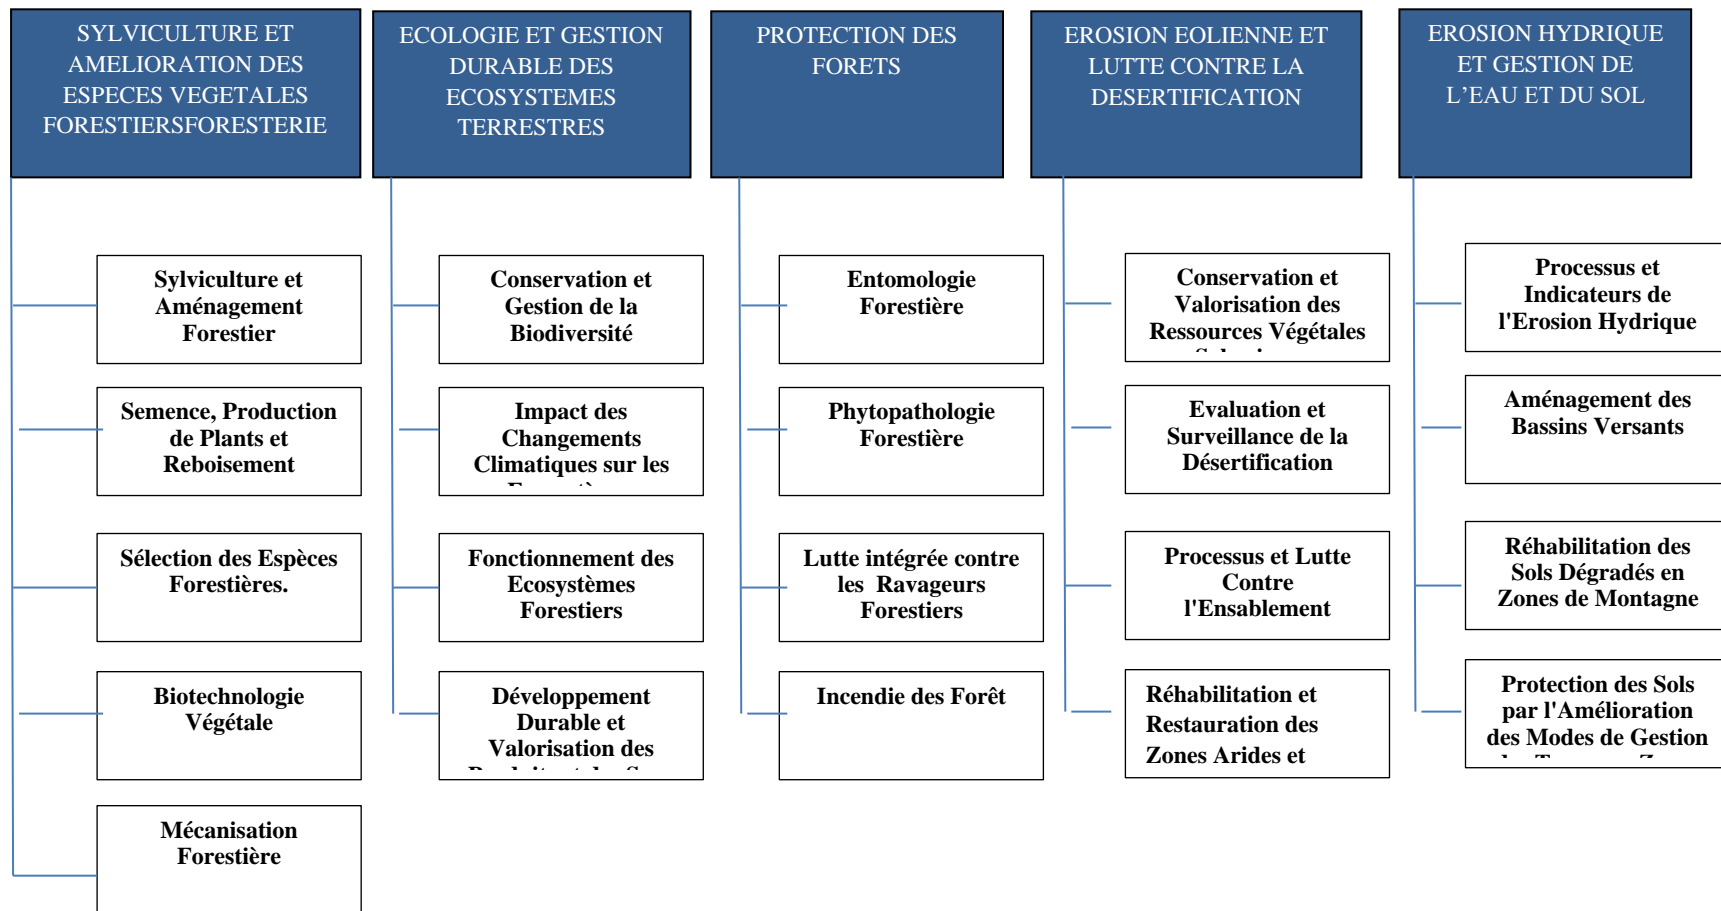 SYLVICULTURE ET
AMELIORATION DES
ESPECES VEGETALES
FORESTIERSFORESTERIE
Sylviculture et
Aménagement
Forestier
Semence, Production
de Plants et
Reboisement
Sélection des Espèces
Forestières.
Biotechnologie
Végétale
Mécanisation
Forestière
ECOLOGIE ET GESTION
DURABLE DES
ECOSYSTEMES
TERRESTRES
Conservation et
Gestion de la
Biodiversité
Impact des
Changements
Climatiques sur les
Fonctionnement des
Ecosystèmes
Forestiers
Développement
Durable et
Valorisation des
PROTECTION DES
FORETS
Entomologie
Forestière
Phytopathologie
Forestière
Lutte intégrée contre
les Ravageurs
Forestiers
Incendie des Forêt
EROSION EOLIENNE ET
LUTTE CONTRE LA
DESERTIFICATION
Conservation et
Valorisation des
Ressources Végétales
Evaluation et
Surveillance de la
Désertification
Processus et Lutte
Contre
l'Ensablement
Réhabilitation et
Restauration des
Zones Arides et
EROSION HYDRIQUE
ET GESTION DE
L’EAU ET DU SOL
Processus et
Indicateurs de
l'Erosion Hydrique
Aménagement des
Bassins Versants
Réhabilitation des
Sols Dégradés en
Zones de Montagne
Protection des Sols
par l'Amélioration
des Modes de Gestion